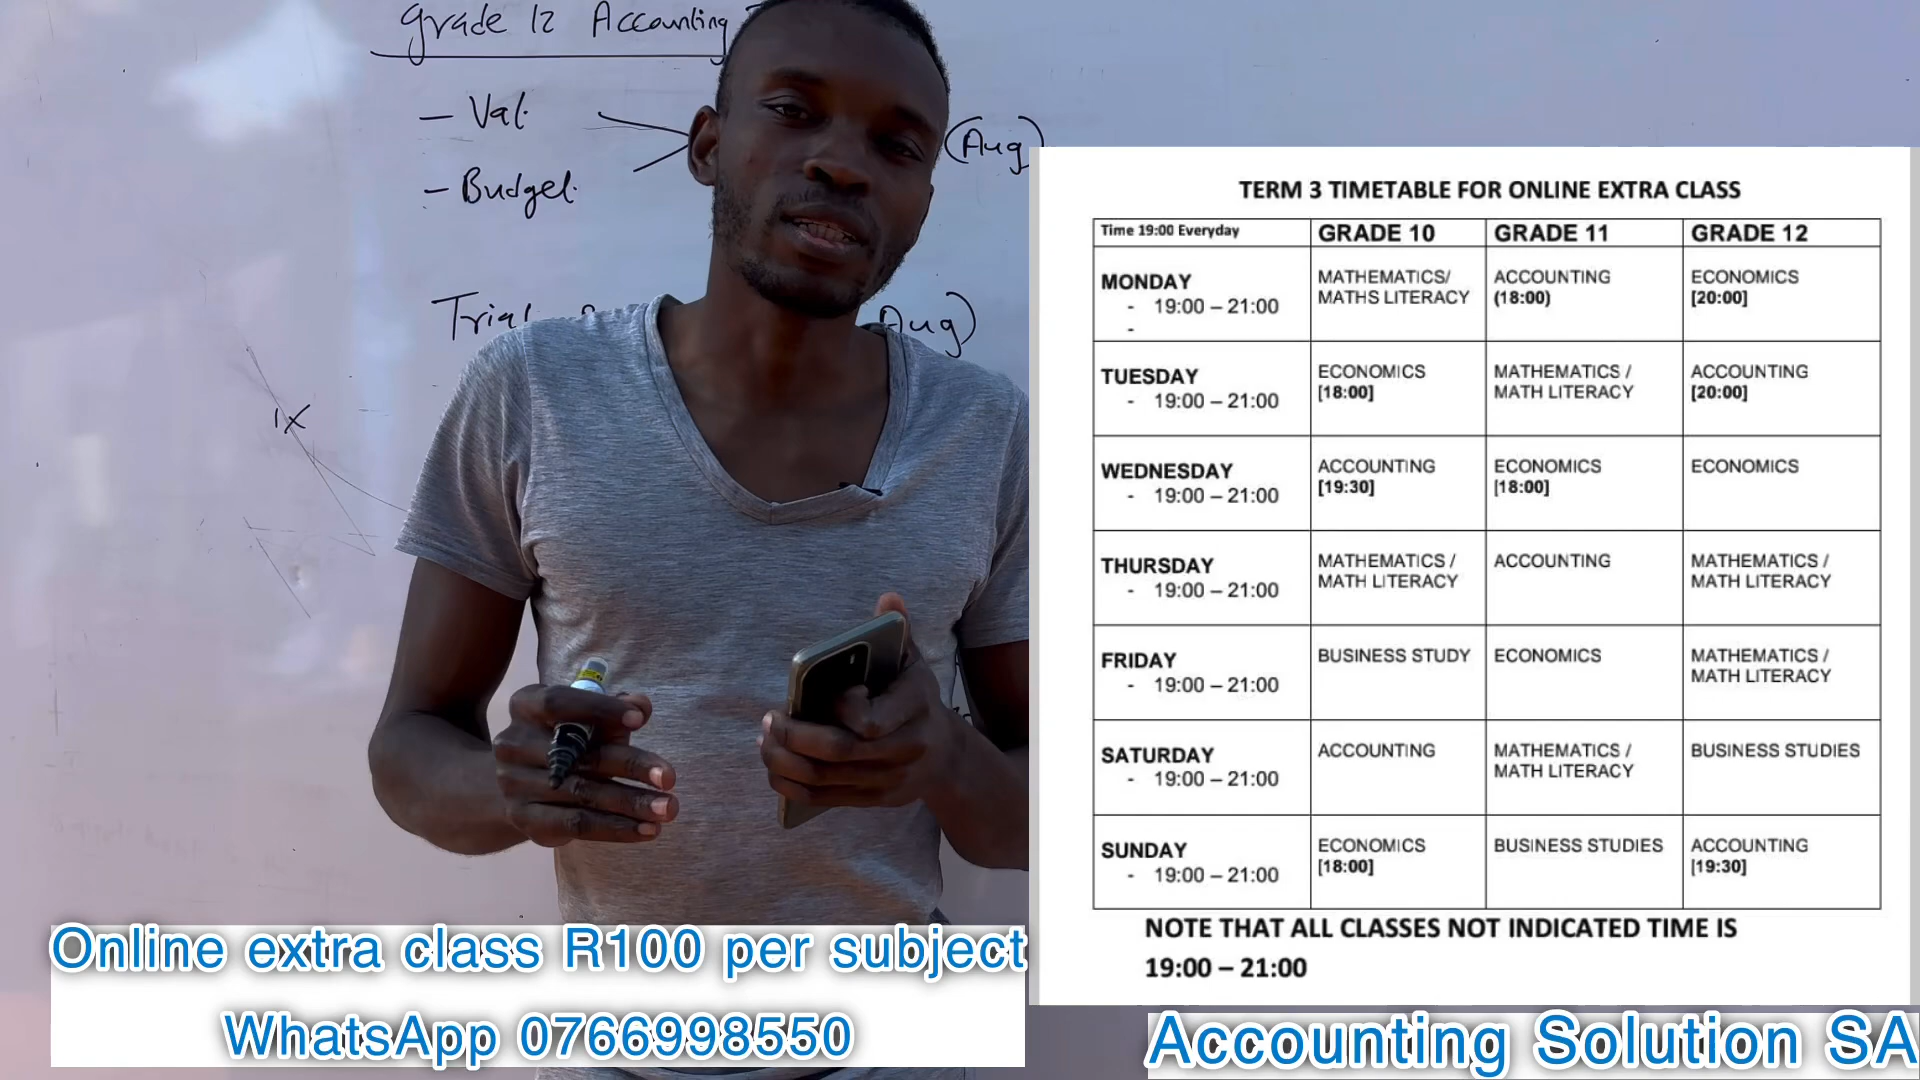 Grade 12 Accounting
- Val.
- Budget.
(Aug)
Trial
Aug)
1X
TERM 3 TIMETABLE FOR ONLINE EXTRA CLASS
Time 19:00 Everyday GRADE 10 GRADE 11 GRADE 12
MONDAY MATHEMATICS/ ACCOUNTING ECONOMICS
- 19:00 – 21:00 MATHS LITERACY (18:00) [20:00]
-
TUESDAY ECONOMICS MATHEMATICS / ACCOUNTING
- 19:00 – 21:00 [18:00] MATH LITERACY [20:00]
WEDNESDAY ACCOUNTING ECONOMICS ECONOMICS
- 19:00 – 21:00 [19:30] [18:00]
THURSDAY MATHEMATICS / ACCOUNTING MATHEMATICS /
- 19:00 – 21:00 MATH LITERACY MATH LITERACY
FRIDAY BUSINESS STUDY ECONOMICS MATHEMATICS /
- 19:00 – 21:00 MATH LITERACY
SATURDAY ACCOUNTING MATHEMATICS / BUSINESS STUDIES
- 19:00 – 21:00 MATH LITERACY
SUNDAY ECONOMICS BUSINESS STUDIES ACCOUNTING
- 19:00 – 21:00 [18:00] [19:30]
NOTE THAT ALL CLASSES NOT INDICATED TIME IS
19:00 – 21:00
Online extra class R100 per subject
WhatsApp 0766998550
Accounting Solution SA